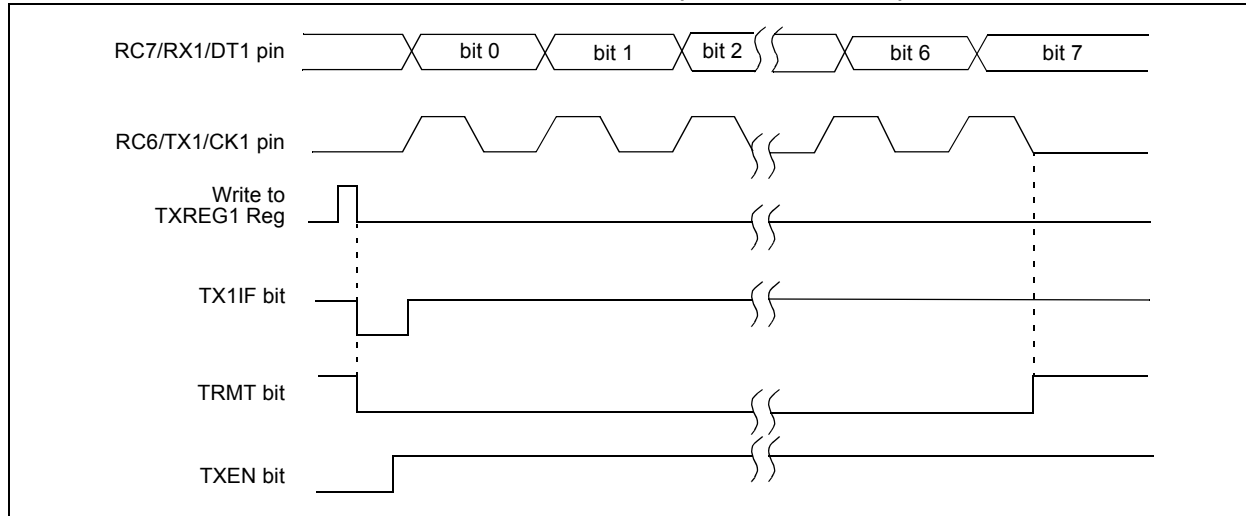 RC7/RX1/DT1 pin
bit 0
bit 1
bit 2
bit 6
bit 7
RC6/TX1/CK1 pin
Write to
TXREG1 Reg
TX1IF bit
TRMT bit
TXEN bit